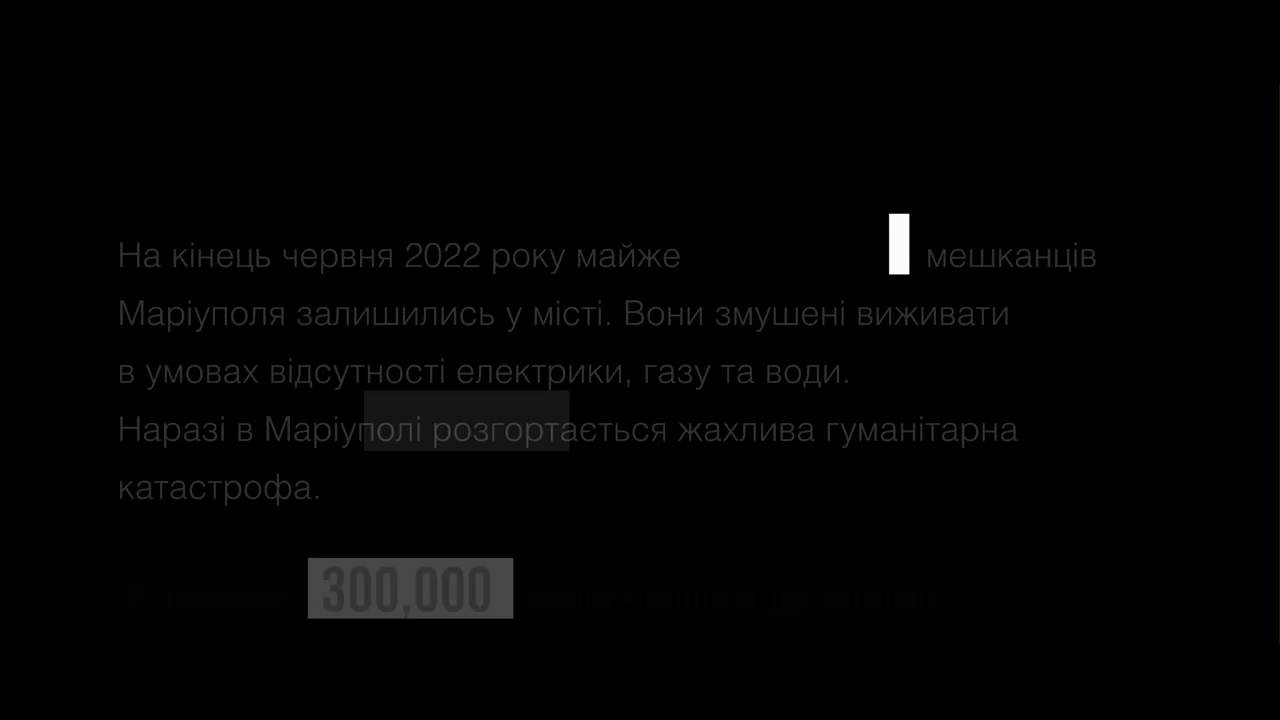 На кінець червня 2022 року майже мешканців
Маріуполя залишились у місті. Вони змушені виживати
в умовах відсутності електрики, газу та води.
Наразі в Маріуполі розгортається жахлива гуманітарна
катастрофа.
300,000